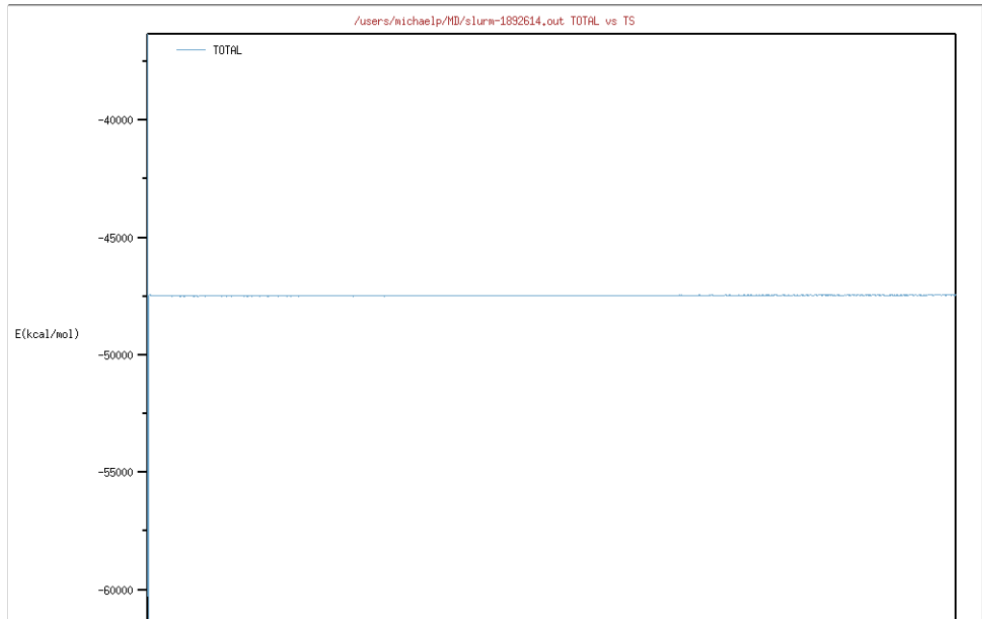 /users/michaelp/MD/slurm-1892614.out TOTAL vs TS
TOTAL
-40000
-45000
E(kcal/mol)
-50000
-55000
-60000